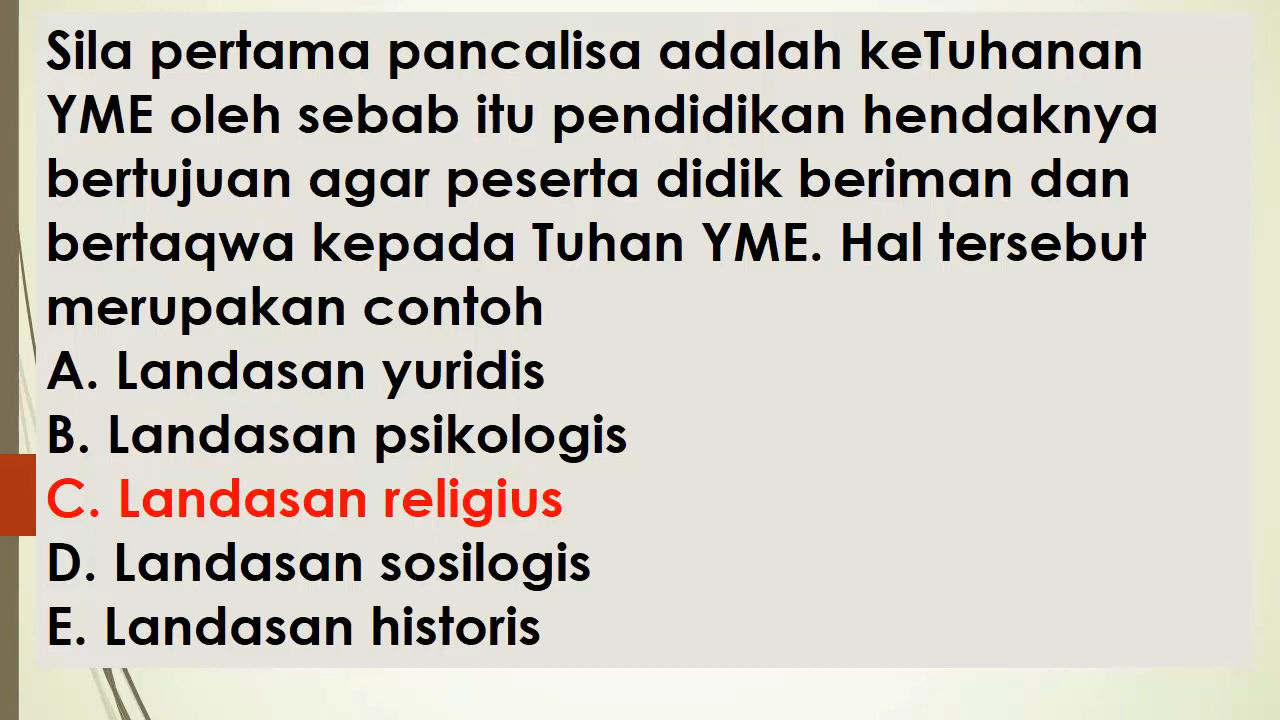 Sila pertama pancalisa adalah keTuhanan
YME oleh sebab itu pendidikan hendaknya
bertujuan agar peserta didik beriman dan
bertaqwa kepada Tuhan YME. Hal tersebut
merupakan contoh
A. Landasan yuridis
B. Landasan psikologis
C. Landasan religius
D. Landasan sosilogis
E. Landasan historis